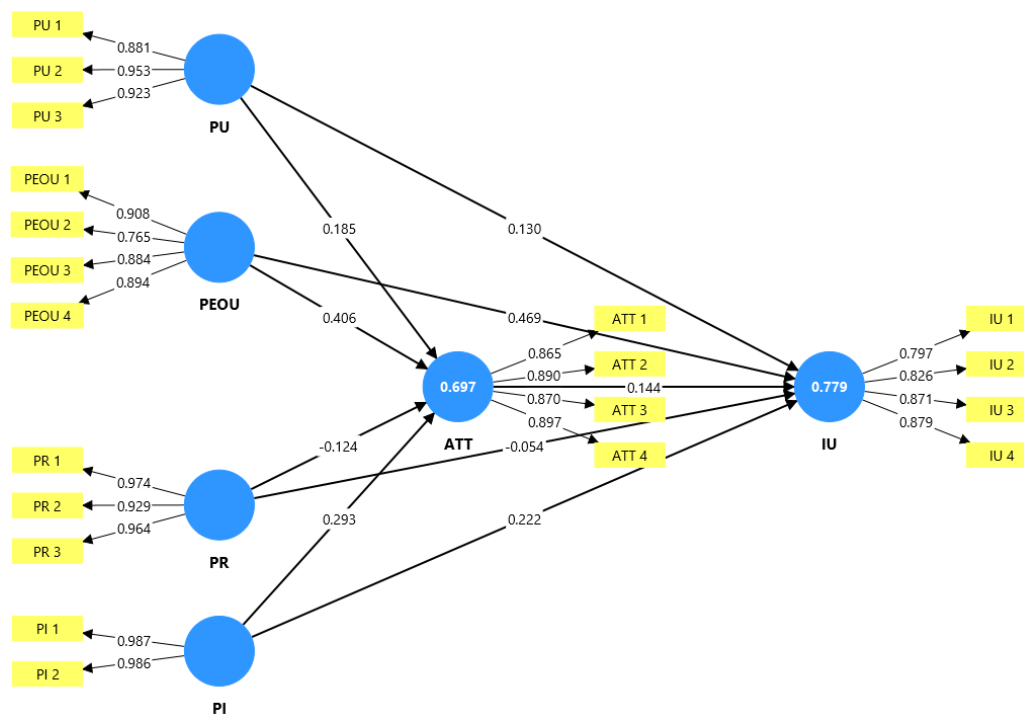 PU 1
0.881
PU 2
0.953
PU 3
0.923
PU
PEOU 1
0.908
PEOU 2
0.765
PEOU 3
0.884
PEOU 4
0.894
PEOU
0.185
0.130
0.406
0.469
ATT 1
0.865
ATT 2
0.890
ATT 3
0.870
ATT 4
0.897
0.697
ATT
0.144
0.779
IU
IU 1
0.797
IU 2
0.826
IU 3
0.871
IU 4
0.879
-0.124
-0.054
PR 1
0.974
PR 2
0.929
PR 3
0.964
PR
0.293
0.222
PI 1
0.987
PI 2
0.986
PI